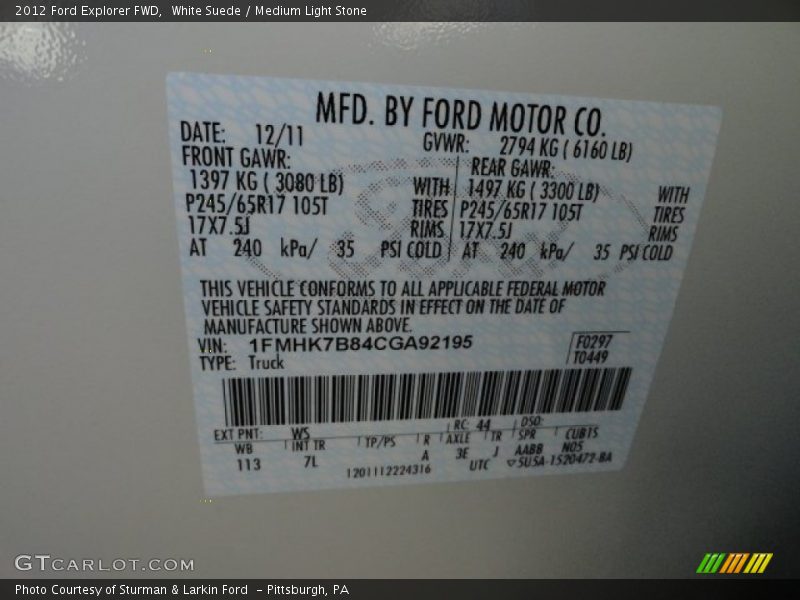 2012 Ford Explorer FWD, White Suede / Medium Light Stone
MFD. BY FORD MOTOR CO.
DATE: 12/11 GVWR: 2794 KG ( 6160 LB)
FRONT GAWR: REAR GAWR:
1397 KG ( 3080 LB) WITH 1497 KG ( 3300 LB) WITH
P245/65R17 105T TIRES P245/65R17 105T TIRES
17X7.5J RIMS 17X7.5J RIMS
AT 240 kPa/ 35 PSI COLD AT 240 kPa/ 35 PSI COLD
THIS VEHICLE CONFORMS TO ALL APPLICABLE FEDERAL MOTOR
VEHICLE SAFETY STANDARDS IN EFFECT ON THE DATE OF
MANUFACTURE SHOWN ABOVE.
VIN: 1FMHK7B84CGA92195 F0297
TYPE: Truck T0449
EXT PNT: WS RC: 44 DSO:
WB INT TR TP/PS R AXLE TR SPR CUBIS
113 7L A 3E J AABB N05
1201112224316 UTC ▽5U5A-1520472-BA
GTCARLOT.COM
Photo Courtesy of Sturman & Larkin Ford - Pittsburgh, PA